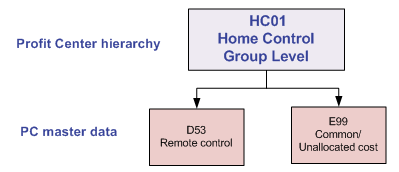 HC01
Profit Center hierarchy
Home Control
Group Level
PC master data
D53
Remote control
E99
Common/
Unallocated cost